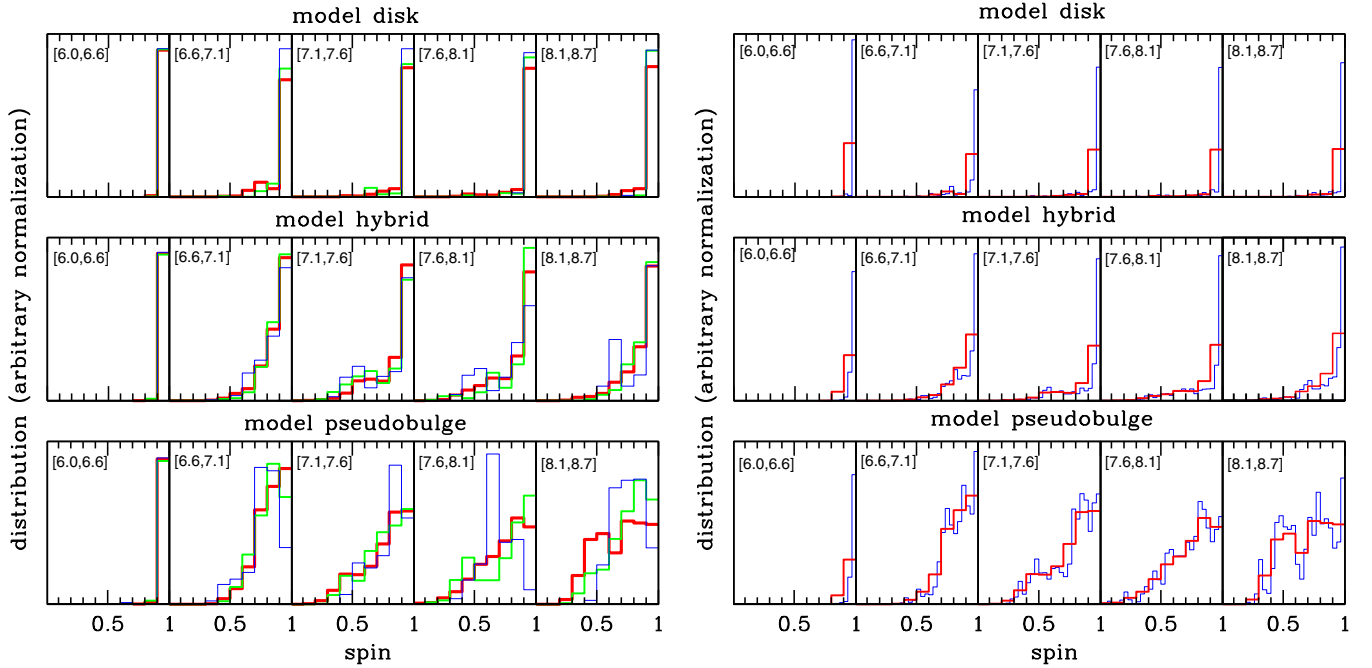 model disk
model disk
[6.0,6.6] [6.6,7.1] [7.1,7.6] [7.6,8.1] [8.1,8.7]
[6.0,6.6] [6.6,7.1] [7.1,7.6] [7.6,8.1] [8.1,8.7]
model hybrid
model hybrid
[6.0,6.6] [6.6,7.1] [7.1,7.6] [7.6,8.1] [8.1,8.7]
[6.0,6.6] [6.6,7.1] [7.1,7.6] [7.6,8.1] [8.1,8.7]
model pseudobulge
model pseudobulge
[6.0,6.6] [6.6,7.1] [7.1,7.6] [7.6,8.1] [8.1,8.7]
[6.0,6.6] [6.6,7.1] [7.1,7.6] [7.6,8.1] [8.1,8.7]
0.5 1 0.5 1 0.5 1 0.5 1 0.5 1
0.5 1 0.5 1 0.5 1 0.5 1 0.5 1
spin
spin
distribution (arbitrary normalization)
distribution (arbitrary normalization)